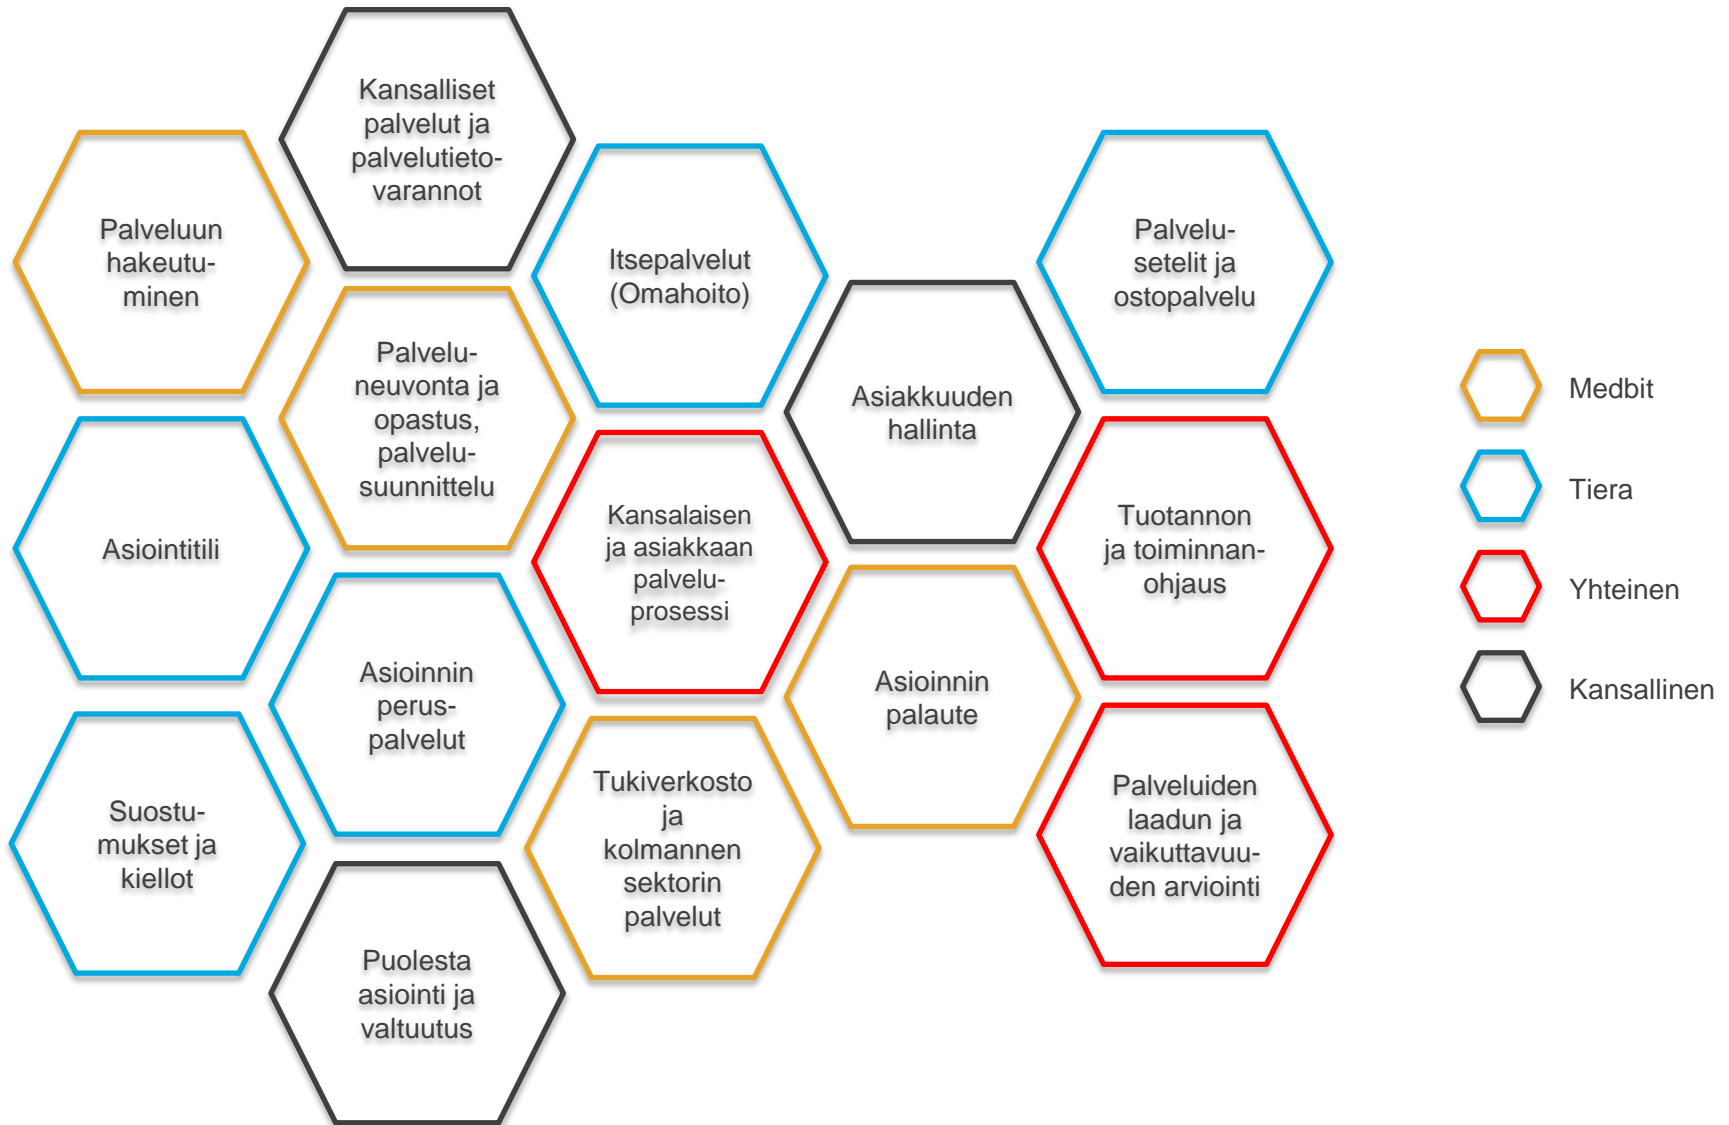 Kansalliset
palvelut ja
palvelutieto-
varannot
Palveluun
hakeutu-
minen
Itsepalvelut
(Omahoito)
Palvelu-
setelit ja
ostopalvelu
Palvelu-
neuvonta ja
opastus,
palvelu-
suunnittelu
Asiakkuuden
hallinta
Asiointitili
Kansalaisen
ja asiakkaan
palvelu-
prosessi
Tuotannon
ja toiminnan-
ohjaus
Asioinnin
perus-
palvelut
Asioinnin
palaute
Suostu-
mukset ja
kiellot
Tukiverkosto
ja
kolmannen
sektorin
palvelut
Palveluiden
laadun ja
vaikuttavuu-
den arviointi
Puolesta
asiointi ja
valtuutus
Medbit
Tiera
Yhteinen
Kansallinen